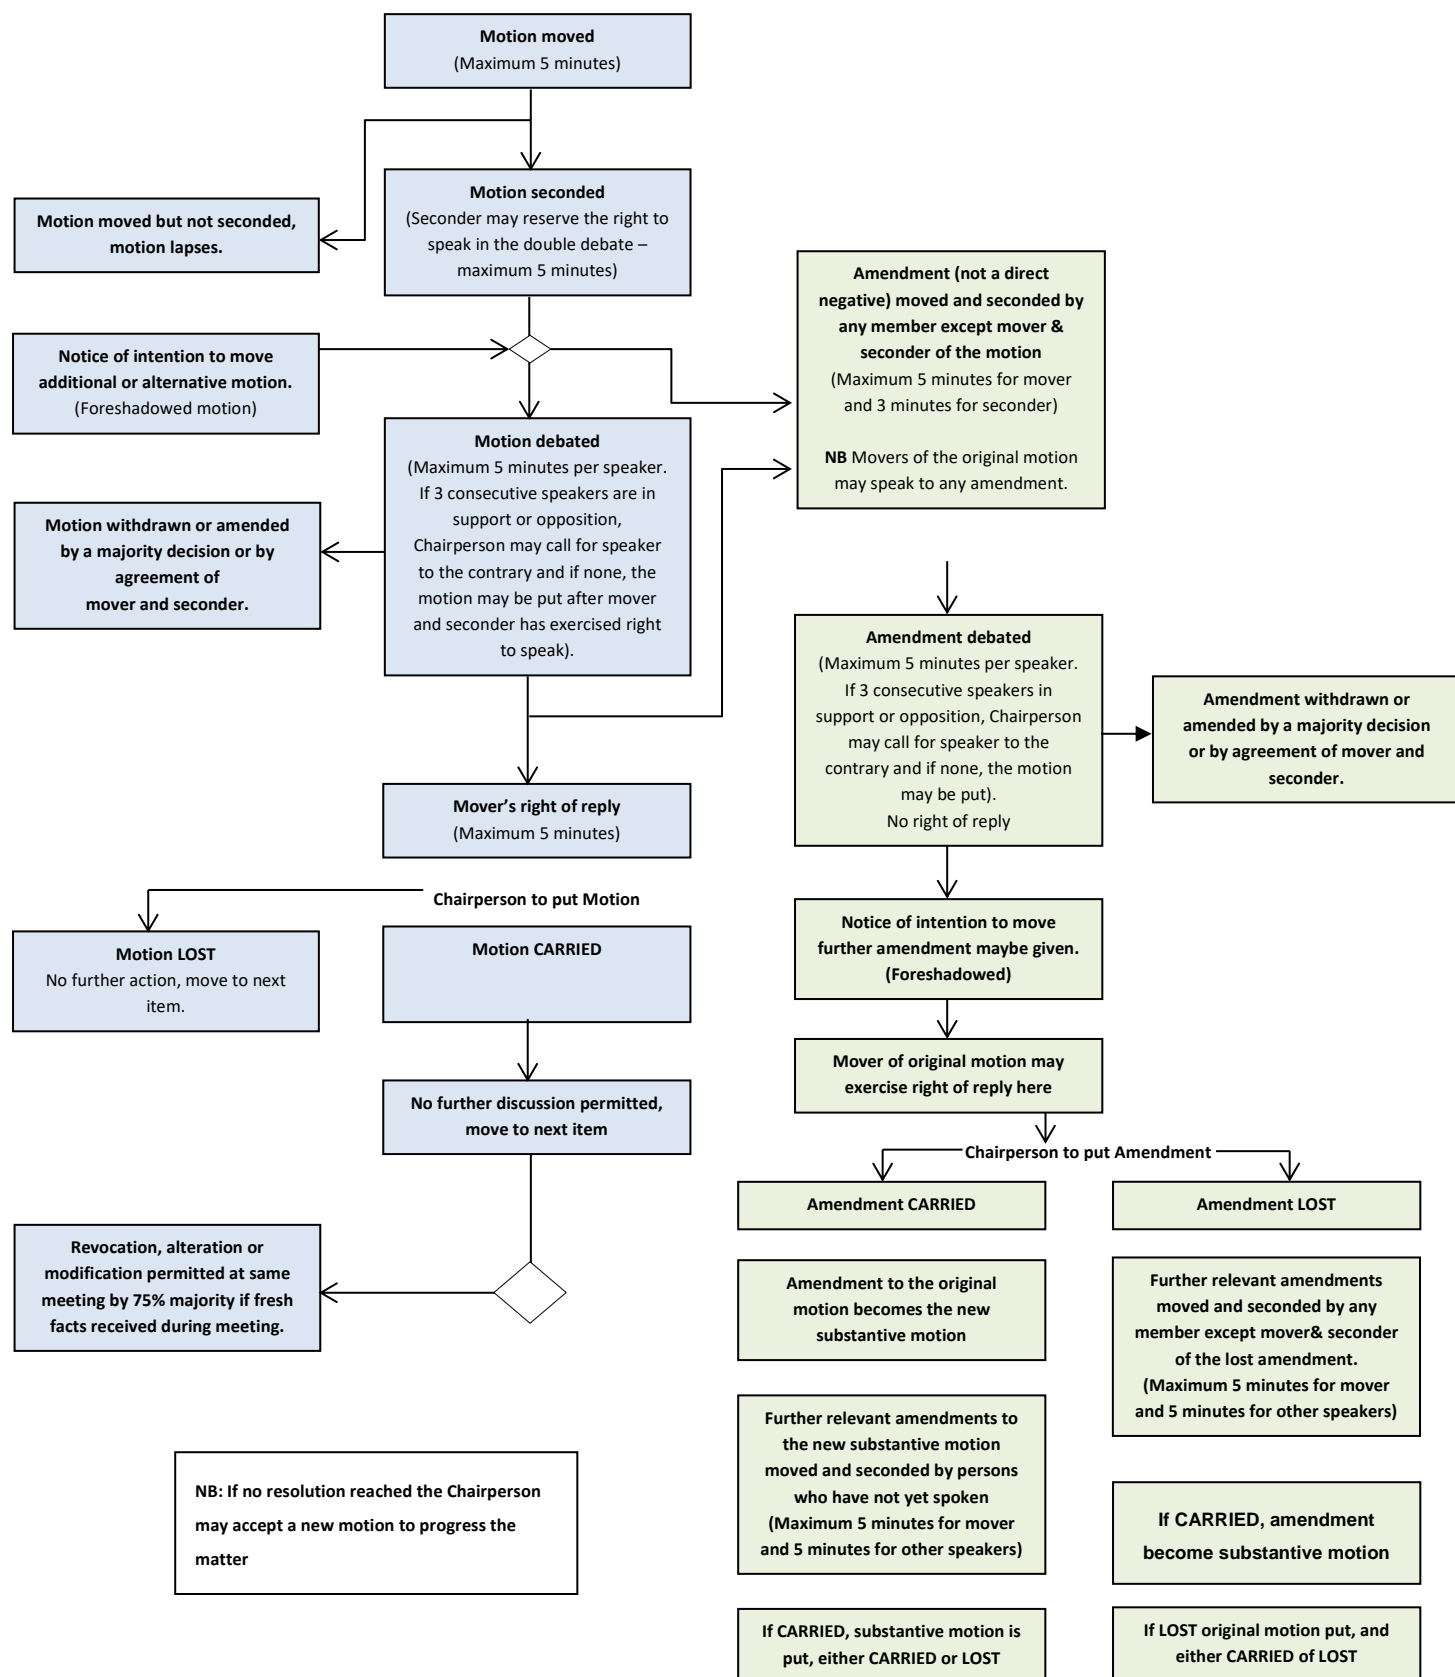 Motion moved
(Maximum 5 minutes)
Motion seconded
(Seconder may reserve the right to
speak in the double debate –
maximum 5 minutes)
Motion moved but not seconded,
motion lapses.
Notice of intention to move
additional or alternative motion.
(Foreshadowed motion)
Motion debated
(Maximum 5 minutes per speaker.
If 3 consecutive speakers are in
support or opposition,
Chairperson may call for speaker
to the contrary and if none, the
motion may be put after mover
and seconder has exercised right
to speak).
Motion withdrawn or amended
by a majority decision or by
agreement of
mover and seconder.
Mover’s right of reply
(Maximum 5 minutes)
Chairperson to put Motion
Motion LOST
No further action, move to next
item.
Motion CARRIED
No further discussion permitted,
move to next item
Revocation, alteration or
modification permitted at same
meeting by 75% majority if fresh
facts received during meeting.
NB: If no resolution reached the Chairperson
may accept a new motion to progress the
matter
Amendment (not a direct
negative) moved and seconded by
any member except mover &
seconder of the motion
(Maximum 5 minutes for mover
and 3 minutes for seconder)
NB Movers of the original motion
may speak to any amendment.
Amendment debated
(Maximum 5 minutes per speaker.
If 3 consecutive speakers in
support or opposition, Chairperson
may call for speaker to the
contrary and if none, the motion
may be put).
No right of reply
Amendment withdrawn or
amended by a majority decision
or by agreement of mover and
seconder.
Notice of intention to move
further amendment maybe given.
(Foreshadowed)
Mover of original motion may
exercise right of reply here
Chairperson to put Amendment
Amendment CARRIED
Amendment to the original
motion becomes the new
substantive motion
Further relevant amendments to
the new substantive motion
moved and seconded by persons
who have not yet spoken
(Maximum 5 minutes for mover
and 5 minutes for other speakers)
If CARRIED, substantive motion is
put, either CARRIED or LOST
Amendment LOST
Further relevant amendments
moved and seconded by any
member except mover& seconder
of the lost amendment.
(Maximum 5 minutes for mover
and 5 minutes for other speakers)
If CARRIED, amendment
become substantive motion
If LOST original motion put, and
either CARRIED of LOST